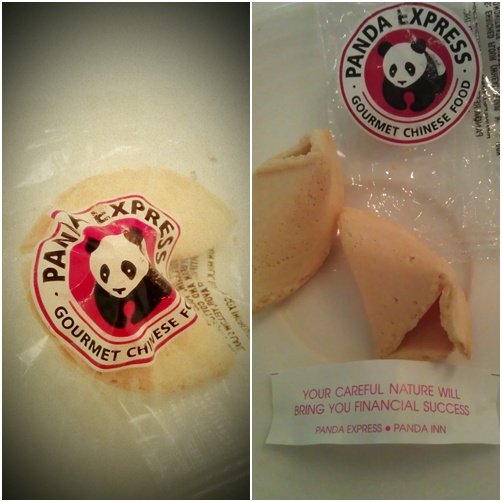 PANDA EXPRESS
GOURMET CHINESE FO
PANDA EXPRESS
GOURMET CHINESE FOOD
YOUR CAREFUL NATURE WILL
BRING YOU FINANCIAL SUCCESS
PANDA EXPRESS • PANDA INN